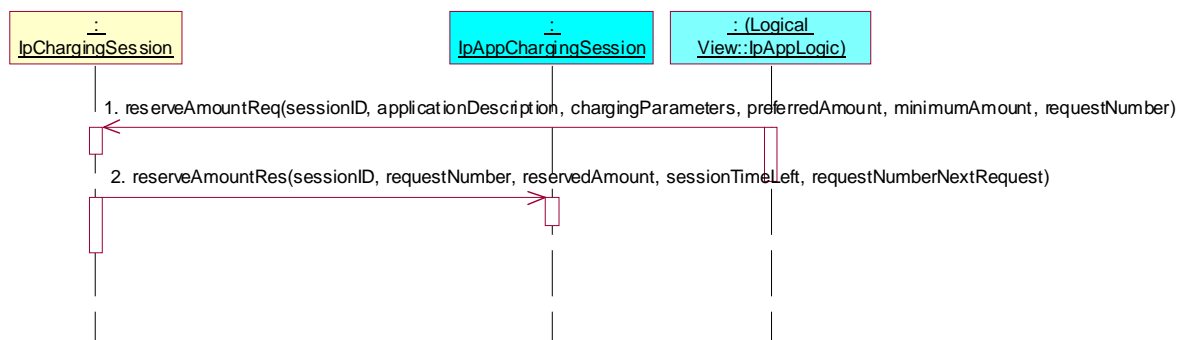 :
IpChargingSession
:
IpAppChargingSession
: (Logical
View::IpAppLogic)
1. reserveAmountReq(sessionID, applicationDescription, chargingParameters, preferredAmount, minimumAmount, requestNumber)
2. reserveAmountRes(sessionID, requestNumber, reservedAmount, sessionTimeLeft, requestNumberNextRequest)